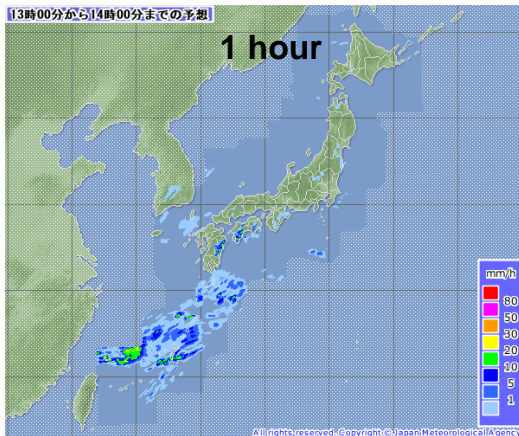 13時00分から14時00分までの予想
1 hour
mm/h
80
50
30
20
10
5
1
All rights reserved. Copyright © Japan Meteorological Agency